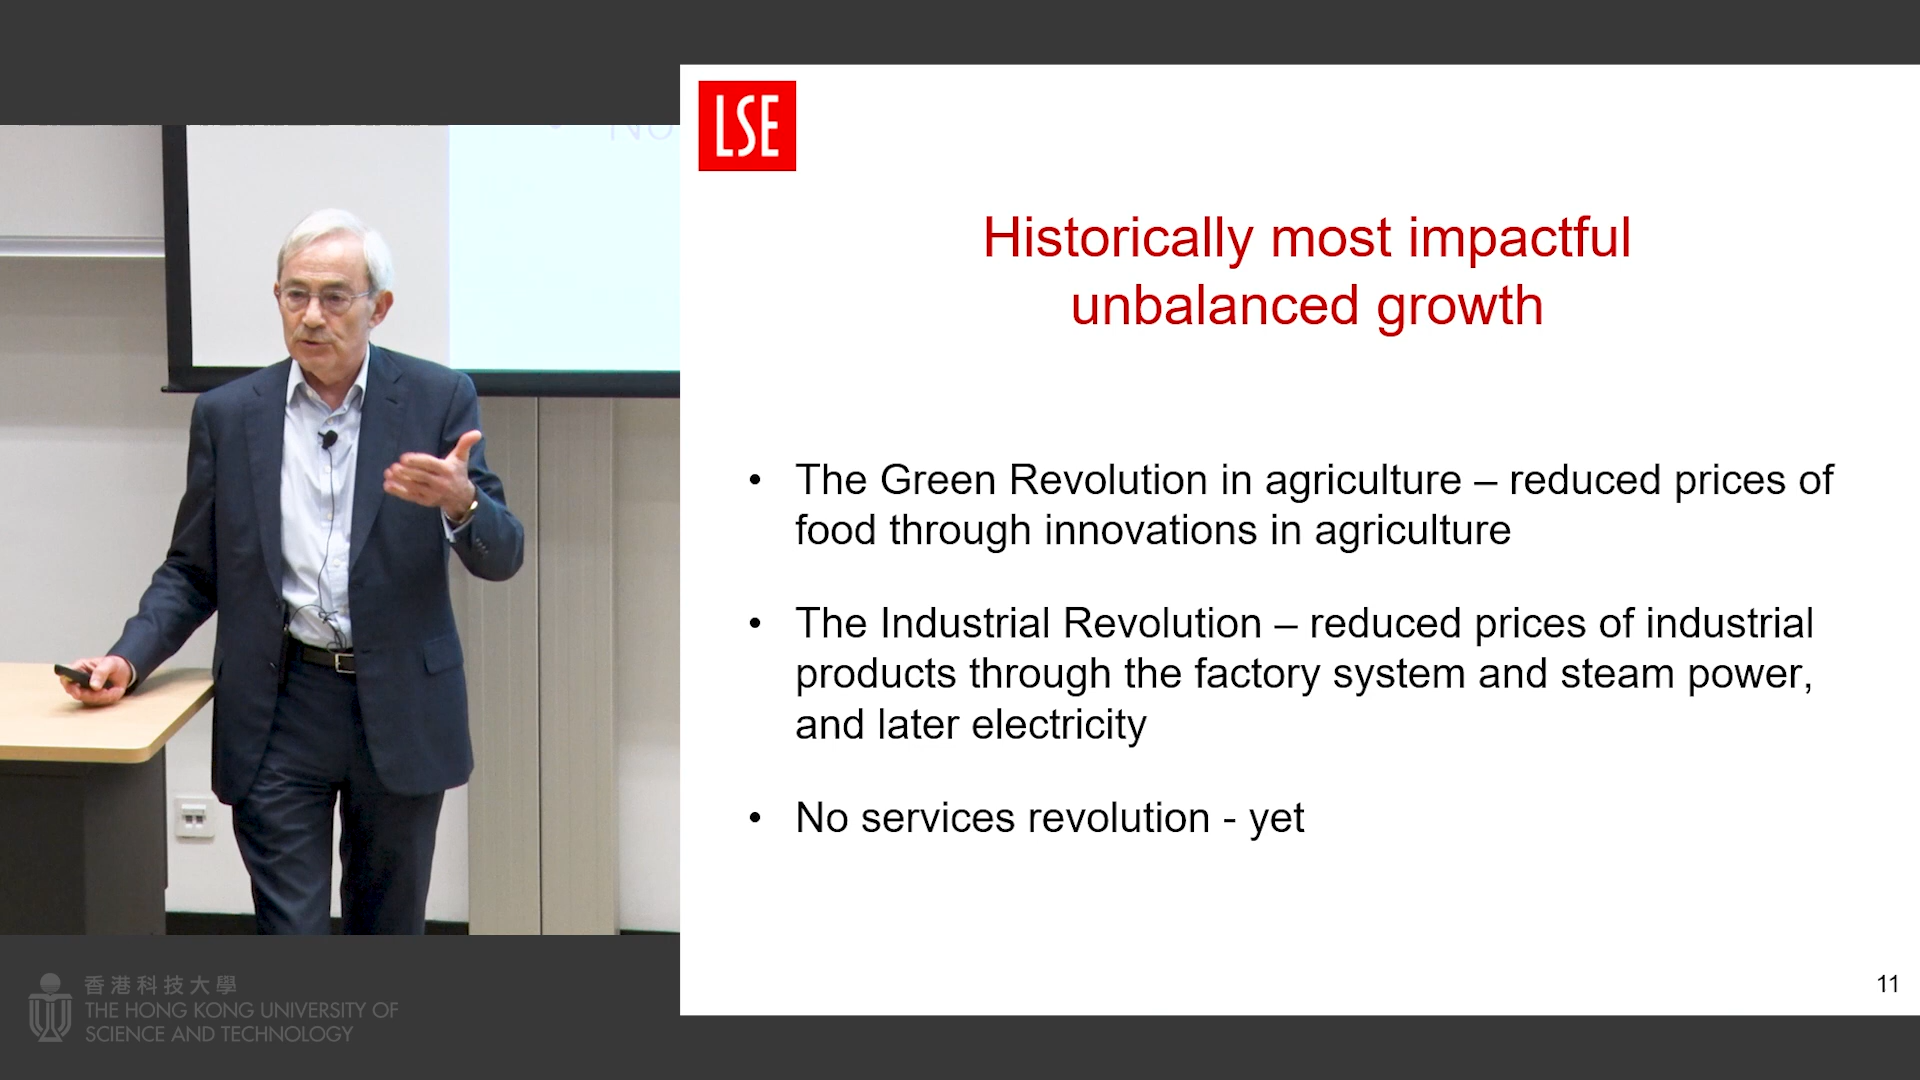 No
LSE
Historically most impactful
unbalanced growth
• The Green Revolution in agriculture – reduced prices of
food through innovations in agriculture
• The Industrial Revolution – reduced prices of industrial
products through the factory system and steam power,
and later electricity
• No services revolution - yet
11
香港科技大學
THE HONG KONG UNIVERSITY OF
SCIENCE AND TECHNOLOGY